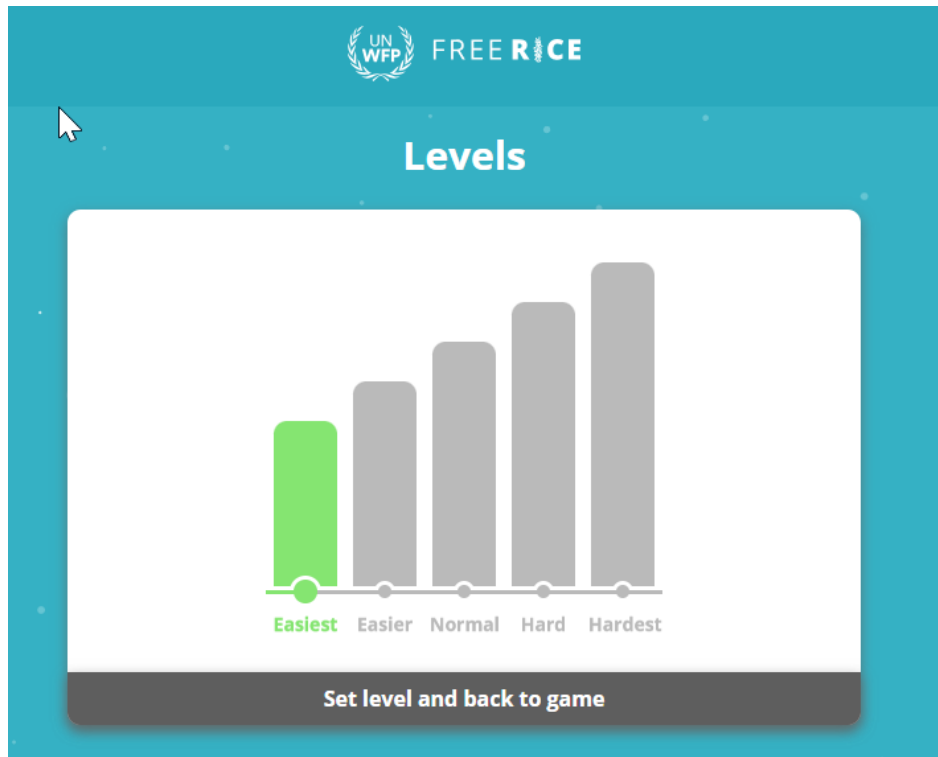 UN
WFP
FREE RICE
Levels
Easiest Easier Normal Hard Hardest
Set level and back to game